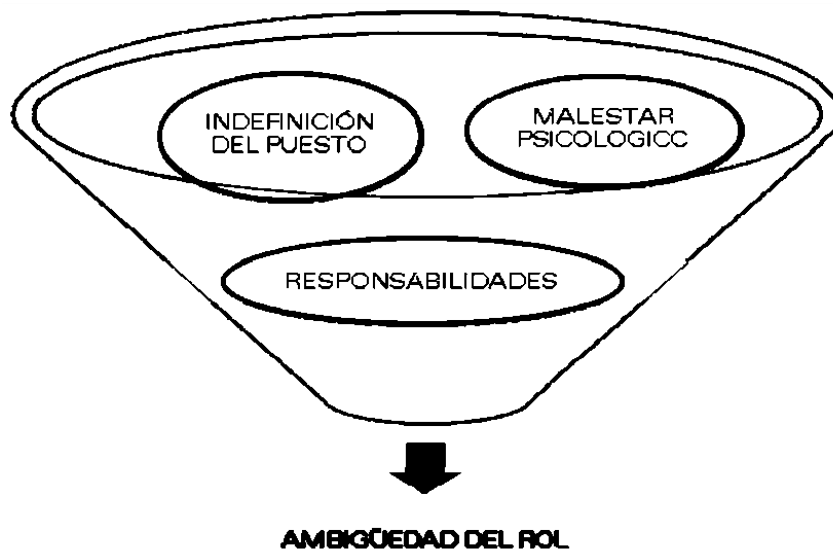 INDEFINICIÓN
DEL PUESTO
MALESTAR
PSICOLOGICC
RESPONSABILIDADES
AMBIGÜEDAD DEL ROL